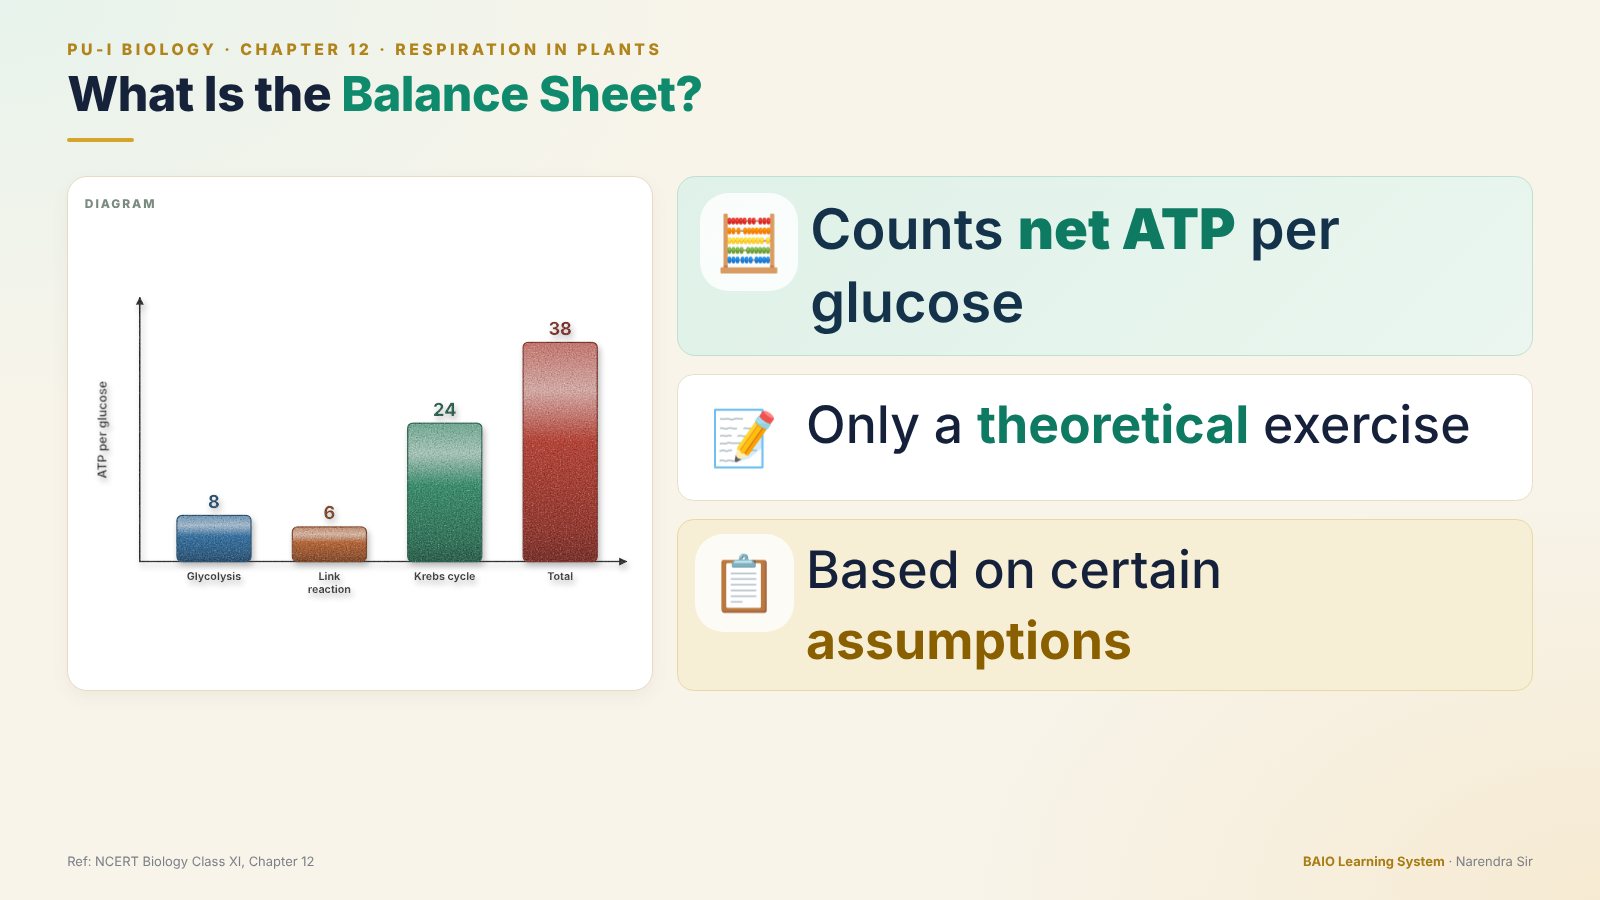 PU-I BIOLOGY · CHAPTER 12 · RESPIRATION IN PLANTS
What Is the Balance Sheet?
DIAGRAM
ATP per glucose
8
6
24
38
Glycolysis
Link
reaction
Krebs cycle
Total
Counts net ATP per
glucose
Only a theoretical exercise
Based on certain
assumptions
Ref: NCERT Biology Class XI, Chapter 12
BAIO Learning System · Narendra Sir